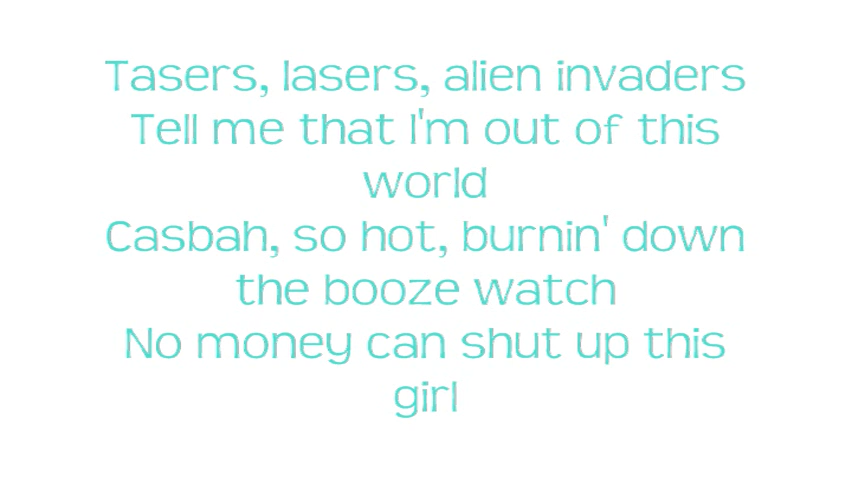 Tasers, lasers, alien invaders
Tell me that I'm out of this
world
Casbah, so hot, burnin' down
the booze watch
No money can shut up this
girl